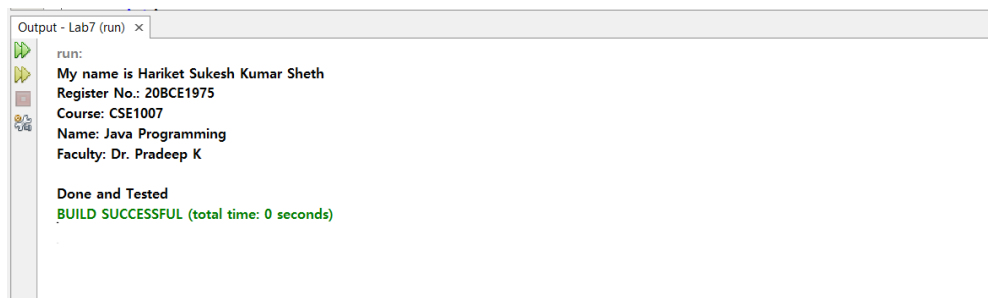 Output - Lab7 (run) ×
run:
My name is Hariket Sukesh Kumar Sheth
Register No.: 20BCE1975
Course: CSE1007
Name: Java Programming
Faculty: Dr. Pradeep K
Done and Tested
BUILD SUCCESSFUL (total time: 0 seconds)